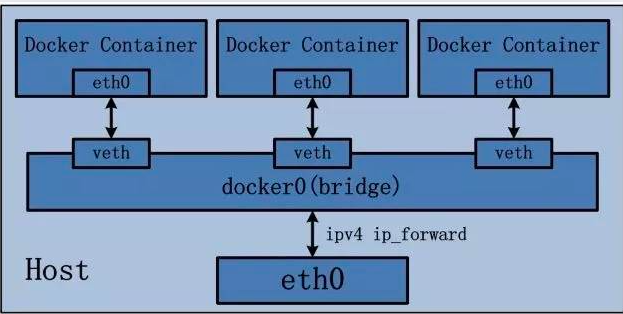 Docker Container Docker Container Docker Container
eth0 eth0 eth0
veth veth veth
docker0(bridge)
ipv4 ip_forward
Host
eth0